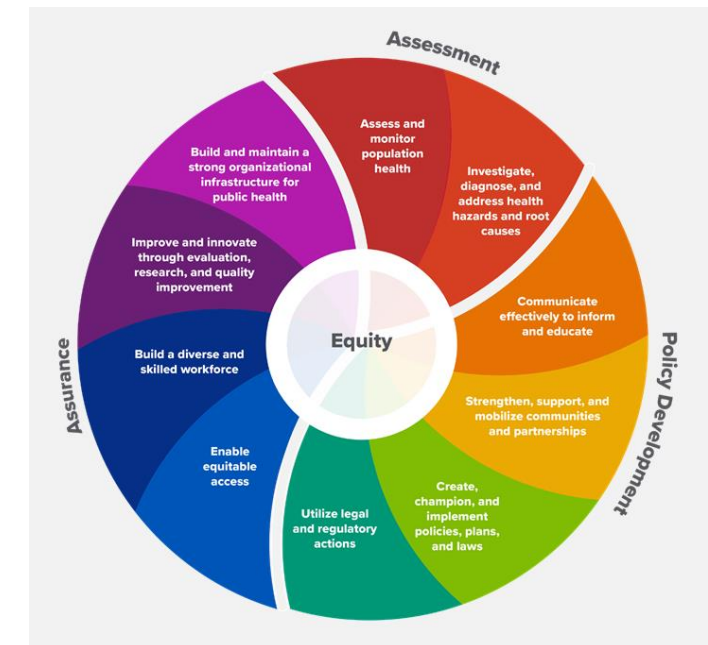 Assessment
Assess and
monitor
population
health
Investigate,
diagnose, and
address health
hazards and root
causes
Communicate
effectively to inform
and educate
Policy Development
Strengthen, support, and
mobilize communities
and partnerships
Create,
champion, and
implement
policies, plans,
and laws
Utilize legal
and regulatory
actions
Assurance
Enable
equitable
access
Build a diverse and
skilled workforce
Improve and innovate
through evaluation,
research, and quality
improvement
Build and maintain a
strong organizational
infrastructure for
public health
Equity